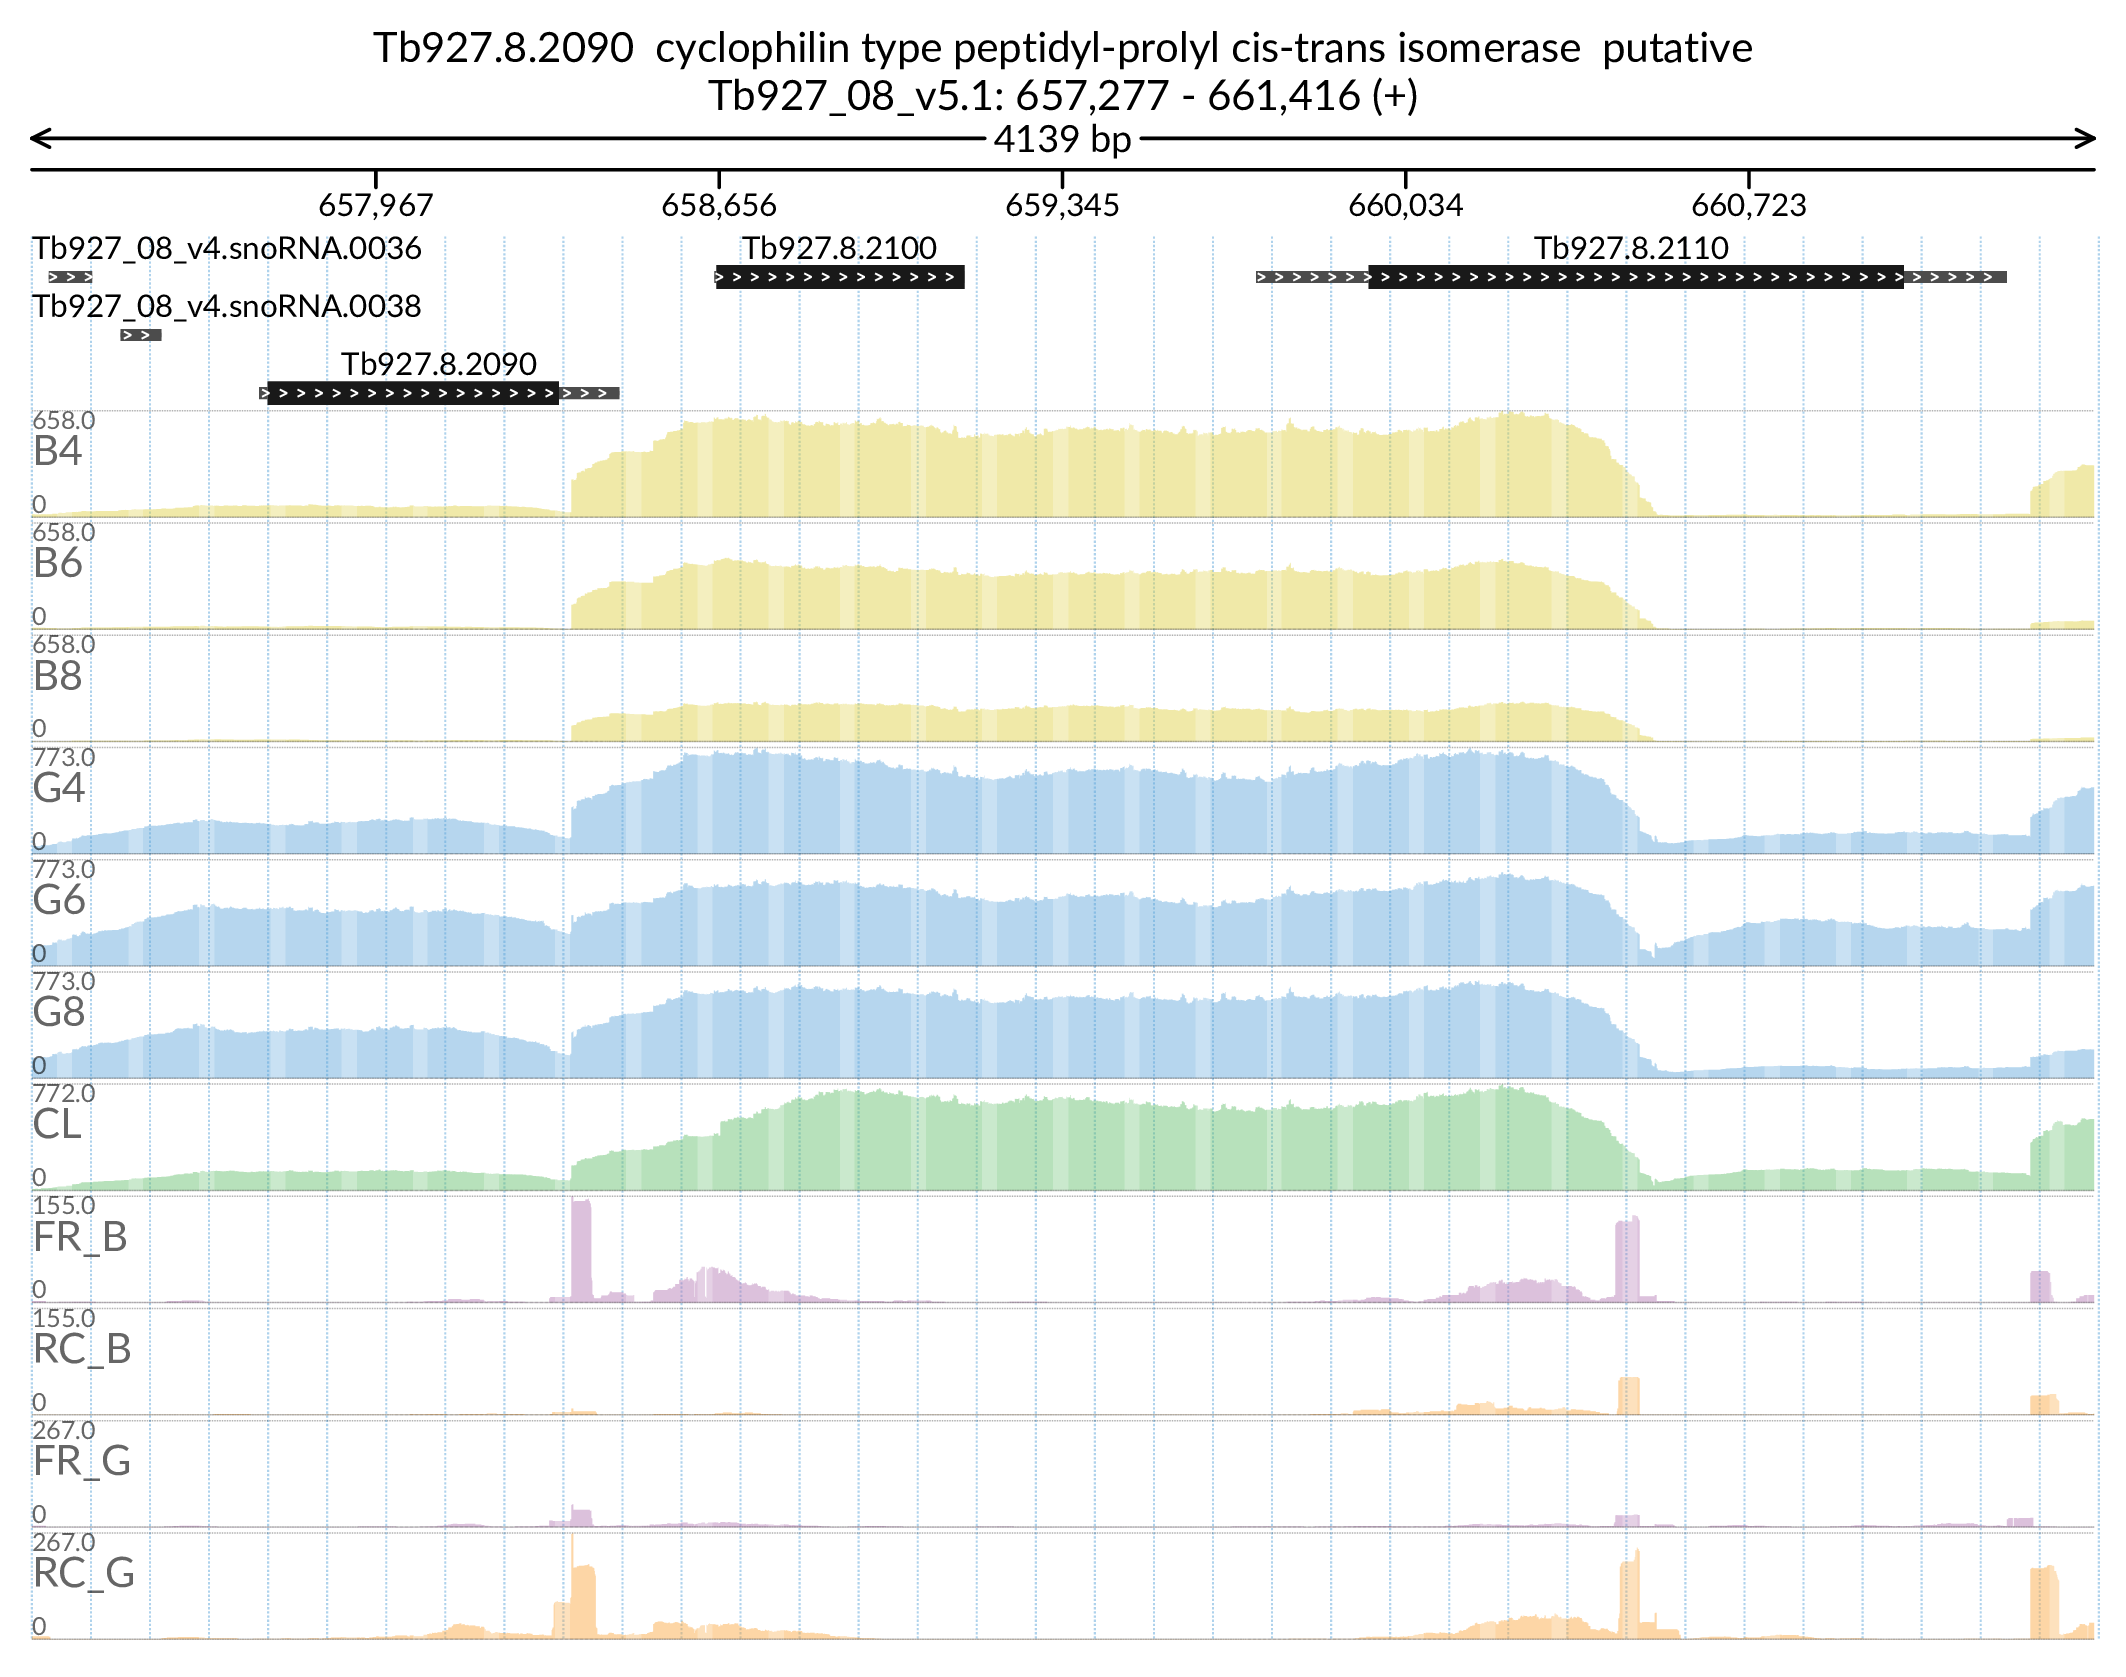 Tb927.8.2090  cyclophilin type peptidyl-prolyl cis-trans isomerase  putative
Tb927_08_v5.1: 657,277 - 661,416 (+)
4139 bp
657,967 658,656 659,345 660,034 660,723
Tb927_08_v4.snoRNA.0036 Tb927.8.2100 Tb927.8.2110
Tb927_08_v4.snoRNA.0038
Tb927.8.2090
658.0
B4
0
658.0
B6
0
658.0
B8
0
773.0
G4
0
773.0
G6
0
773.0
G8
0
772.0
CL
0
155.0
FR_B
0
155.0
RC_B
0
267.0
FR_G
0
267.0
RC_G
0